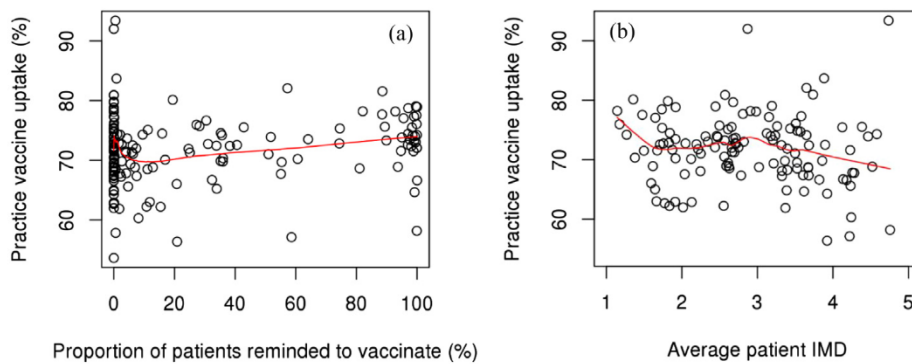 (a)
Practice vaccine uptake (%)
90
80
70
60
0 20 40 60 80 100
Proportion of patients reminded to vaccinate (%)
(b)
Practice vaccine uptake (%)
90
80
70
60
1 2 3 4 5
Average patient IMD